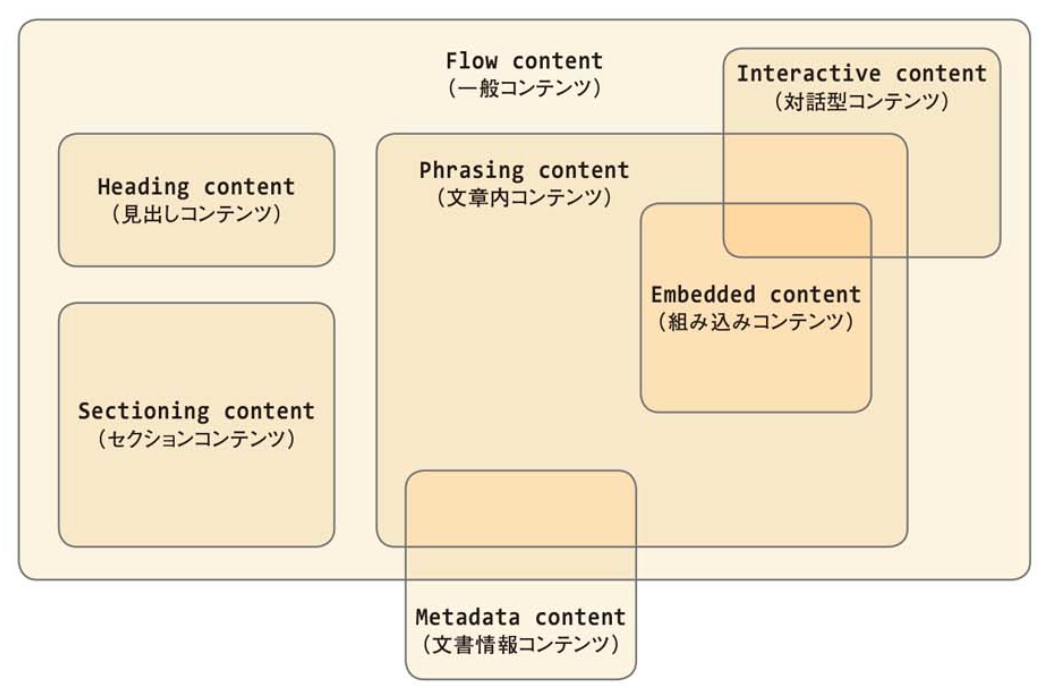 Flow content
(一般コンテンツ)
Interactive content
(対話型コンテンツ)
Heading content
(見出しコンテンツ)
Phrasing content
(文章内コンテンツ)
Embedded content
(組み込みコンテンツ)
Sectioning content
(セクションコンテンツ)
Metadata content
(文書情報コンテンツ)